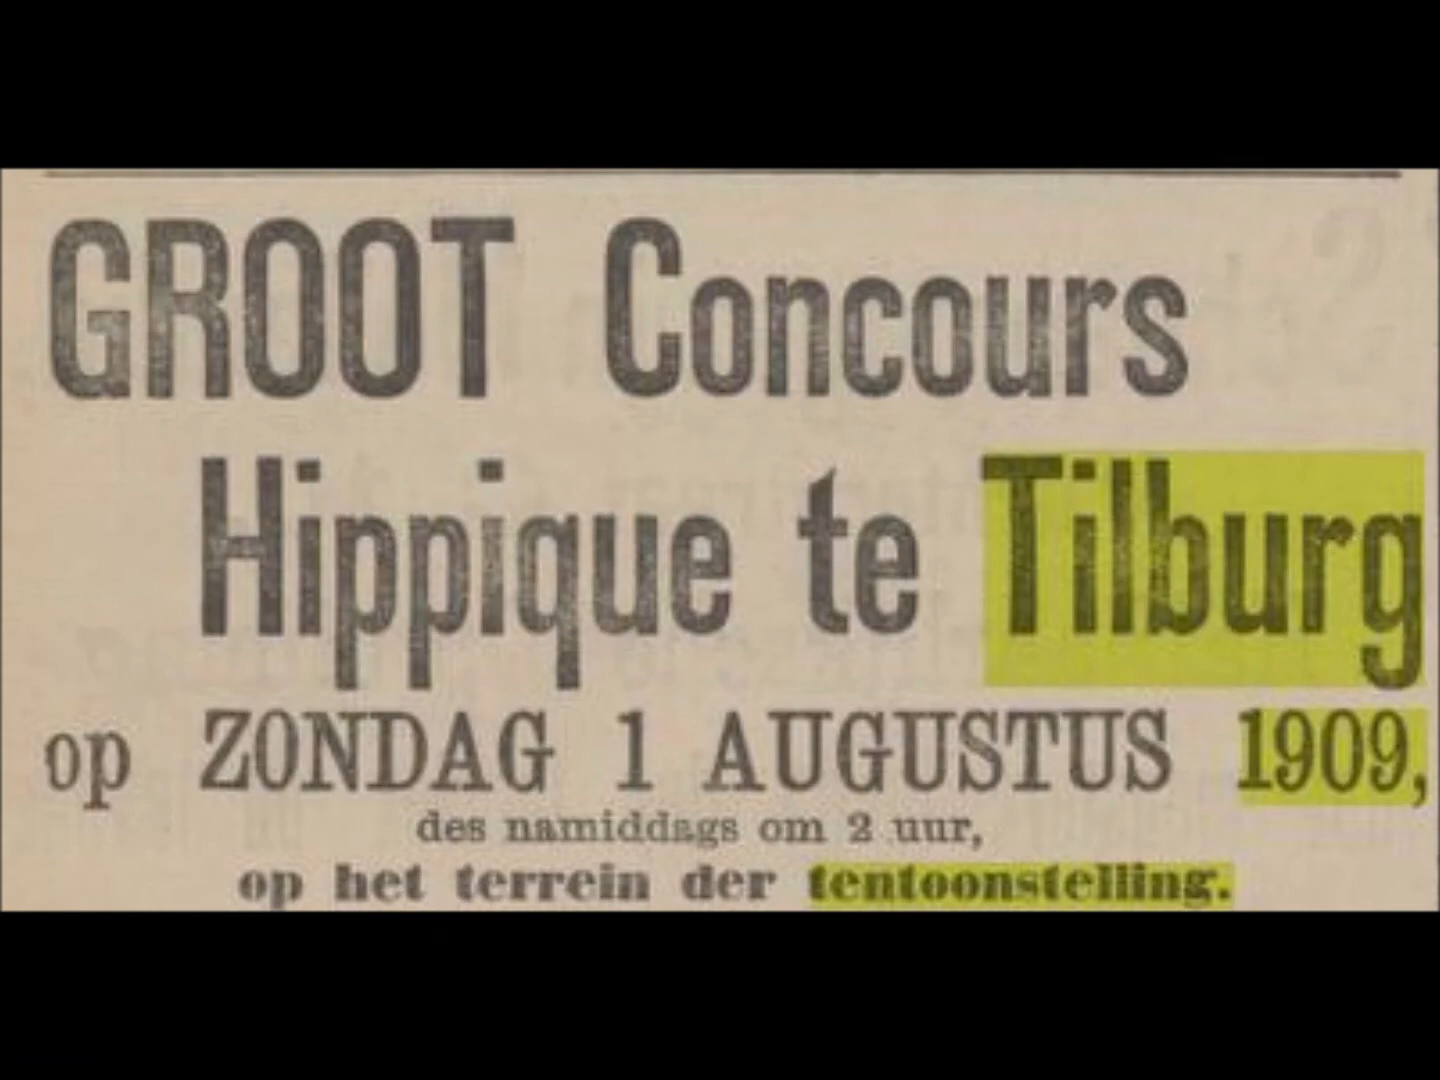 GROOT Concours
Hippique te Tilburg
op ZONDAG 1 AUGUSTUS 1909,
des namiddags om 2 uur,
op het terrein der tentoonstelling.